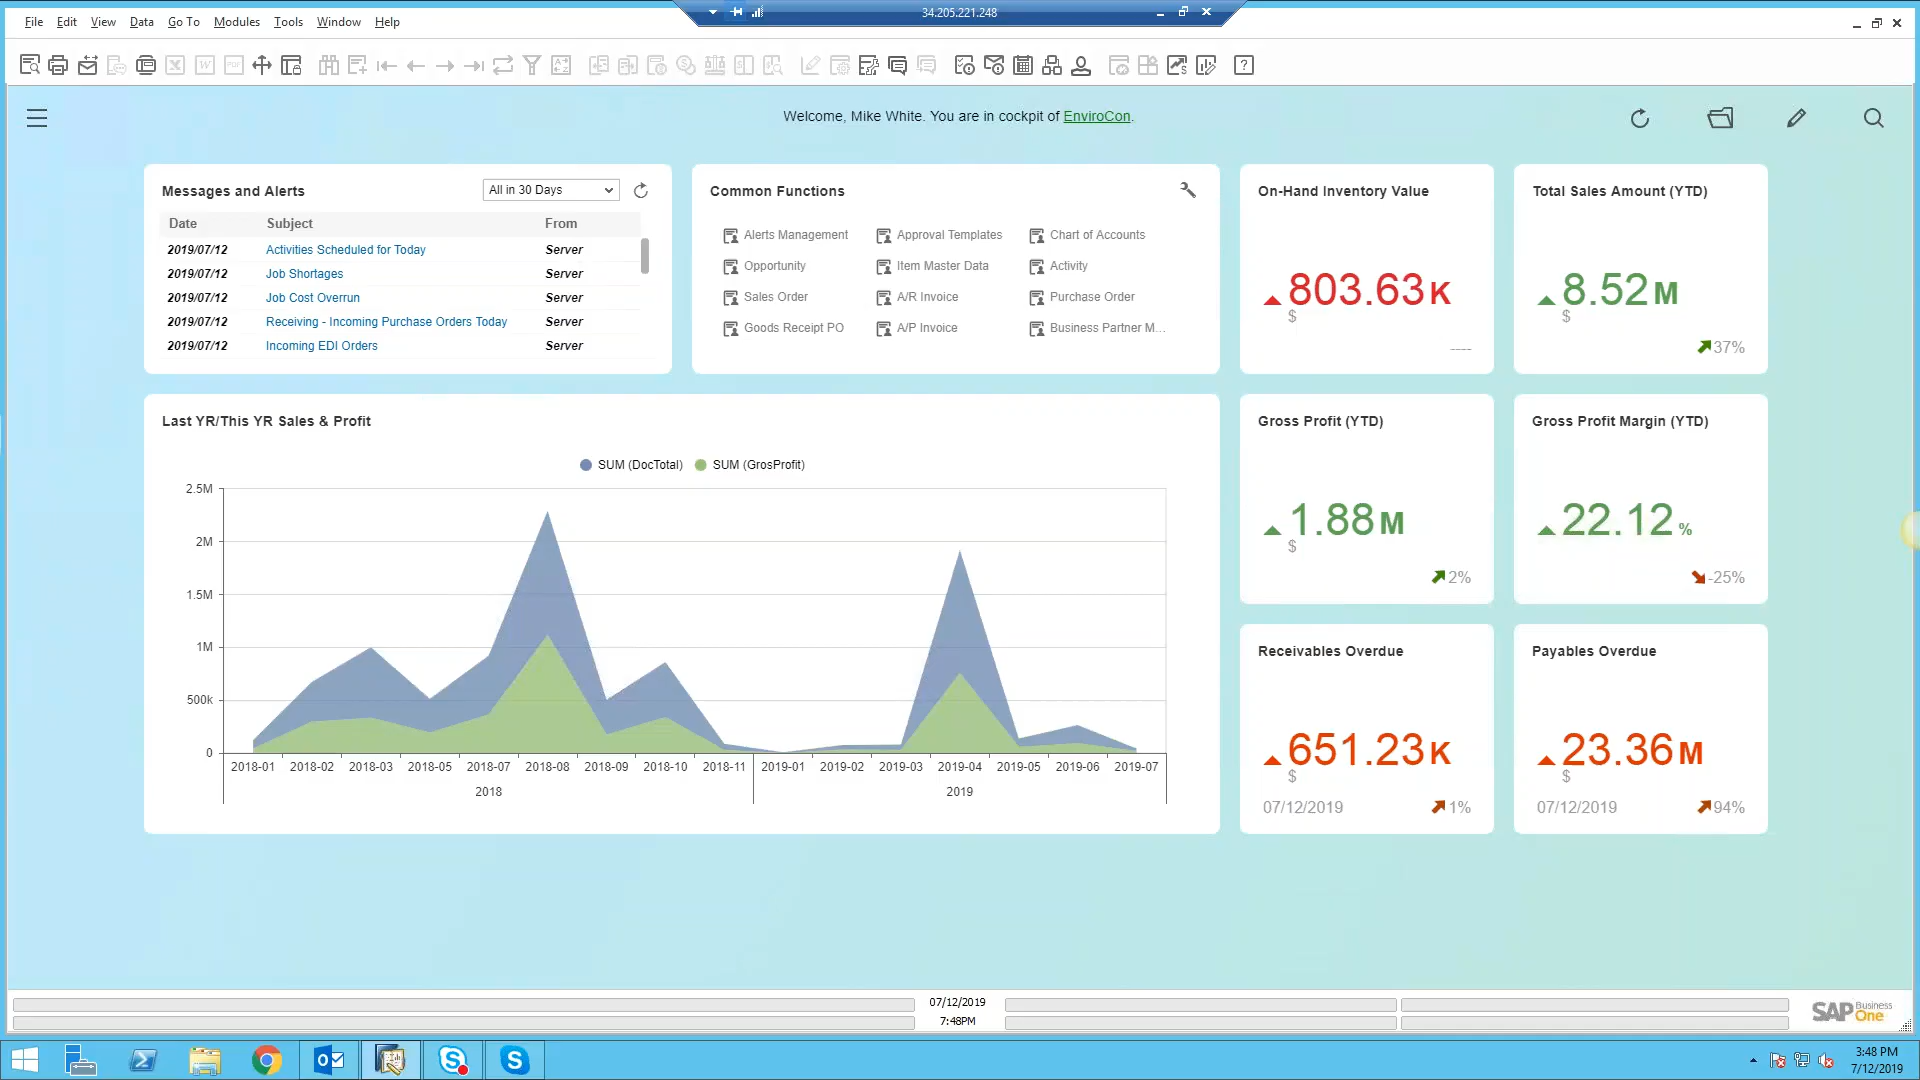 34.205.221.248
File Edit View Data Go To Modules Tools Window Help
Welcome, Mike White. You are in cockpit of EnviroCon.
Messages and Alerts
All in 30 Days
Date Subject From
2019/07/12 Activities Scheduled for Today Server
2019/07/12 Job Shortages Server
2019/07/12 Job Cost Overrun Server
2019/07/12 Receiving - Incoming Purchase Orders Today Server
2019/07/12 Incoming EDI Orders Server
Common Functions
Alerts Management Approval Templates Chart of Accounts
Opportunity Item Master Data Activity
Sales Order A/R Invoice Purchase Order
Goods Receipt PO A/P Invoice Business Partner M...
On-Hand Inventory Value
803.63 K
$
----
Total Sales Amount (YTD)
8.52 M
$
37%
Last YR/This YR Sales & Profit
SUM (DocTotal) SUM (GrosProfit)
2.5M
2M
1.5M
1M
500k
0
2018-01 2018-02 2018-03 2018-05 2018-07 2018-08 2018-09 2018-10 2018-11 2019-01 2019-02 2019-03 2019-04 2019-05 2019-06 2019-07
2018 2019
Gross Profit (YTD)
1.88 M
$
2%
Gross Profit Margin (YTD)
22.12 %
-25%
Receivables Overdue
651.23 K
$
07/12/2019 1%
Payables Overdue
23.36 M
$
07/12/2019 94%
07/12/2019
7:48PM
SAP Business One
3:48 PM
7/12/2019